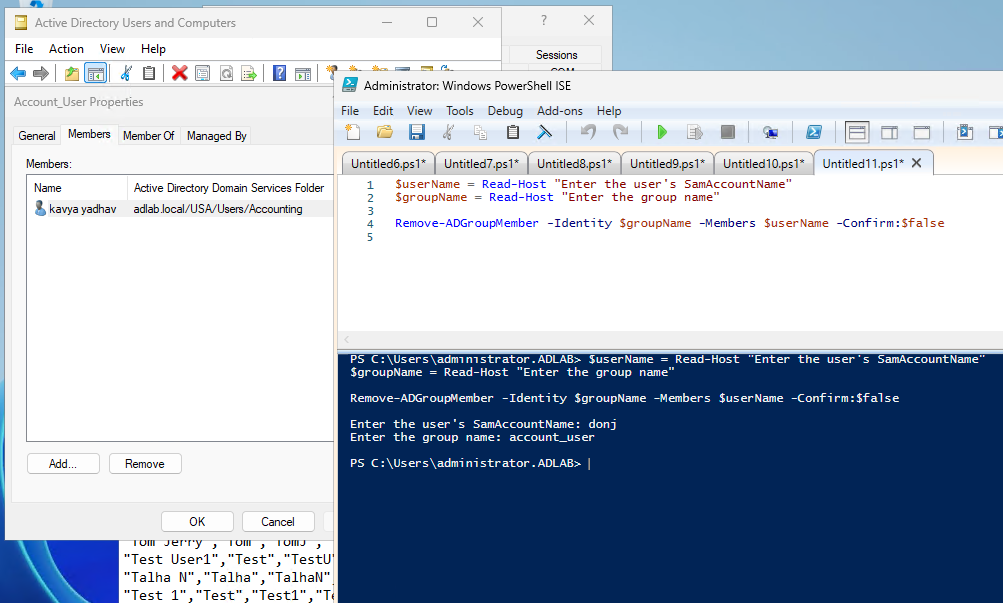 Active Directory Users and Computers
File Action View Help
Account_User Properties
General Members Member Of Managed By
Members:
Name Active Directory Domain Services Folder
kavya yadhav adlab.local/USA/Users/Accounting
Add... Remove
OK Cancel
"Test User1","Test","TestU"
"Talha N","Talha","TalhaN"
"Test 1","Test","Test1","Te
? Sessions
Administrator: Windows PowerShell ISE
File Edit View Tools Debug Add-ons Help
Untitled6.ps1* Untitled7.ps1* Untitled8.ps1* Untitled9.ps1* Untitled10.ps1* Untitled11.ps1*
1 $userName = Read-Host "Enter the user's SamAccountName"
2 $groupName = Read-Host "Enter the group name"
3
4 Remove-ADGroupMember -Identity $groupName -Members $userName -Confirm:$false
5
PS C:\Users\administrator.ADLAB> $userName = Read-Host "Enter the user's SamAccountName"
$groupName = Read-Host "Enter the group name"
Remove-ADGroupMember -Identity $groupName -Members $userName -Confirm:$false
Enter the user's SamAccountName: donj
Enter the group name: account_user
PS C:\Users\administrator.ADLAB>